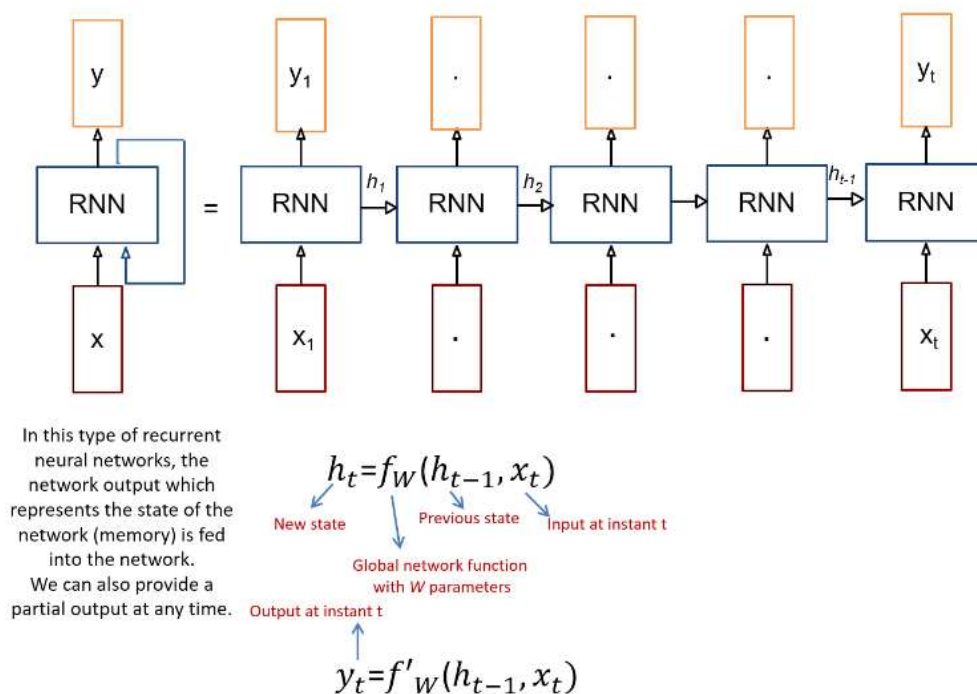 y
y₁
.
.
.
yₜ
RNN
=
RNN
h₁
RNN
h₂
RNN
RNN
hₜ₋₁
RNN
x
x₁
.
.
.
xₜ
In this type of recurrent
neural networks, the
network output which
represents the state of the
network (memory) is fed
into the network.
We can also provide a
partial output at any time.
hₜ=f_W(hₜ₋₁, xₜ)
New state
Previous state
Input at instant t
Global network function
with W parameters
Output at instant t
yₜ=f'_W(hₜ₋₁, xₜ)